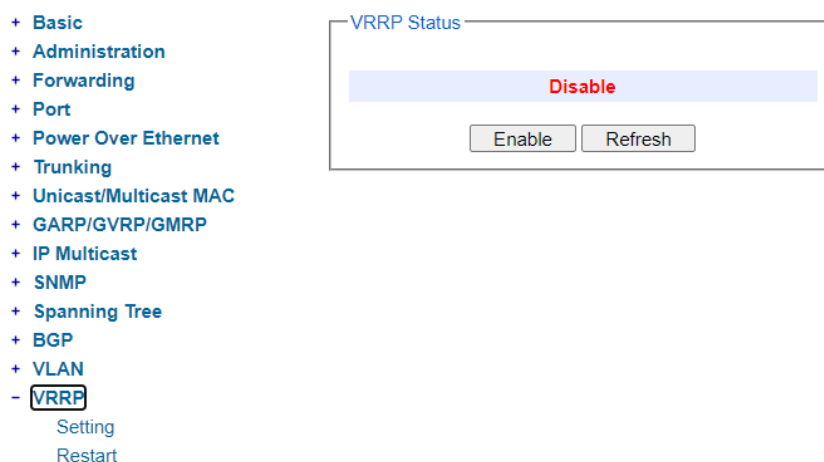 + Basic
+ Administration
+ Forwarding
+ Port
+ Power Over Ethernet
+ Trunking
+ Unicast/Multicast MAC
+ GARP/GVRP/GMRP
+ IP Multicast
+ SNMP
+ Spanning Tree
+ BGP
+ VLAN
- VRRP
Setting
Restart
VRRP Status
Disable
Enable Refresh